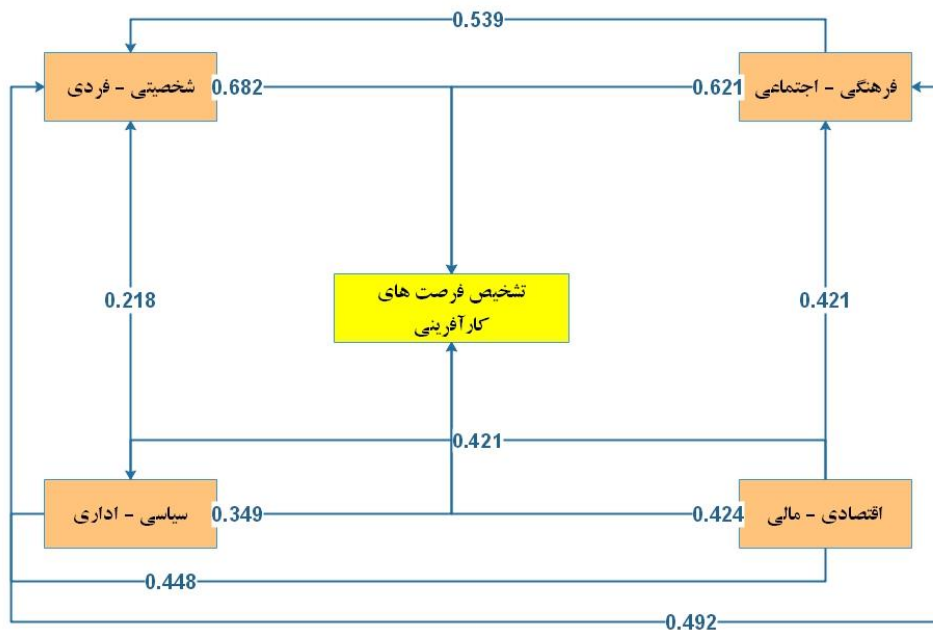 0.539
فرهنگی - اجتماعی
0.621
0.682
شخصیتی - فردی
0.218
تشخیص فرصت های
کارآفرینی
0.421
0.421
اقتصادی - مالی
0.424
0.349
سیاسی - اداری
0.448
0.492